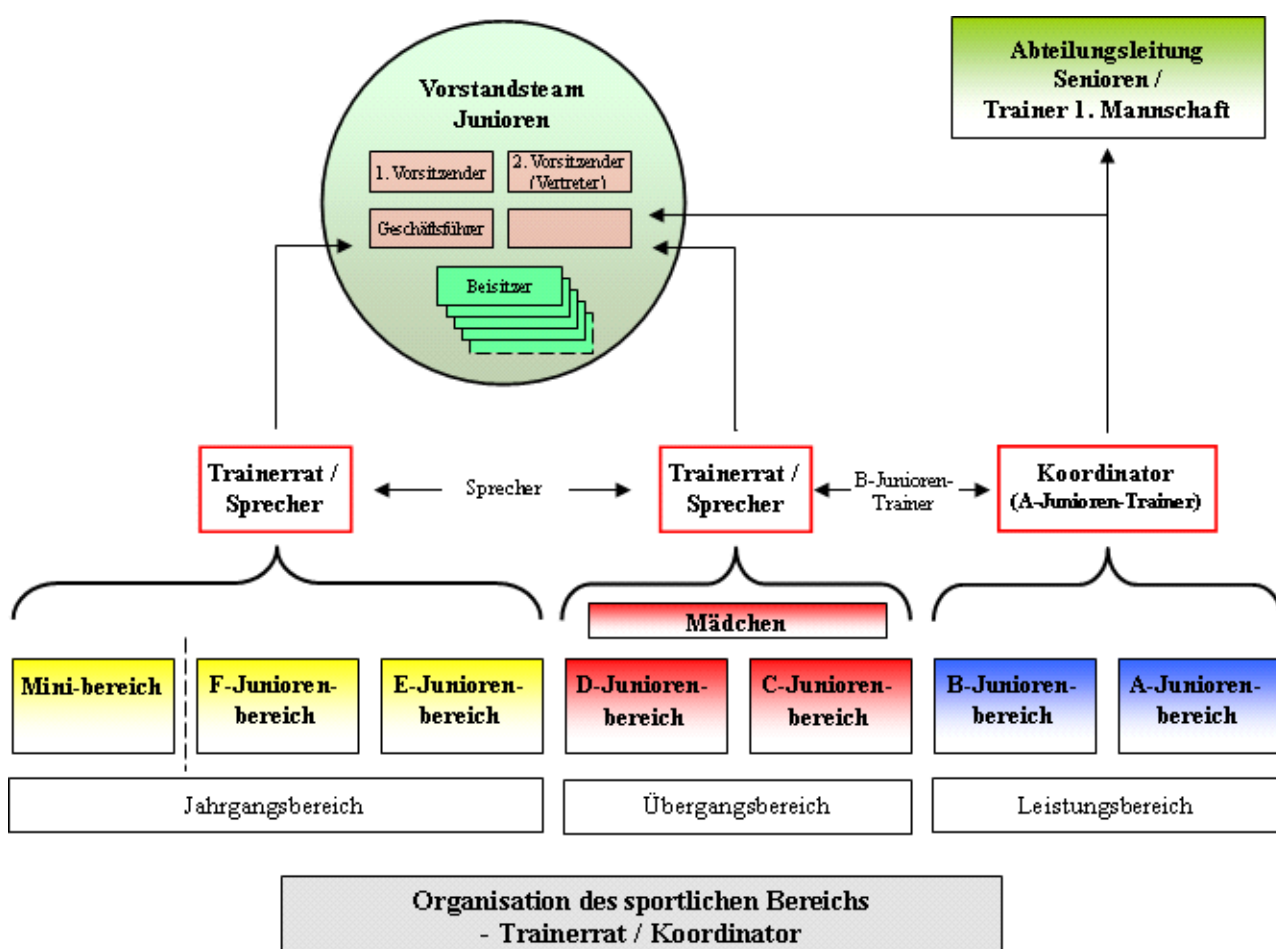 Vorstandsteam
Junioren
1. Vorsitzender
2. Vorsitzender
(Vertreter)
Geschäftsführer
Beisitzer
Abteilungsleitung
Senioren /
Trainer 1. Mannschaft
Trainerrat /
Sprecher
Sprecher
Trainerrat /
Sprecher
B-Junioren-
Trainer
Koordinator
(A-Junioren-Trainer)
Mädchen
Mini-bereich
F-Junioren-
bereich
E-Junioren-
bereich
D-Junioren-
bereich
C-Junioren-
bereich
B-Junioren-
bereich
A-Junioren-
bereich
Jahrgangsbereich
Übergangsbereich
Leistungsbereich
Organisation des sportlichen Bereichs
- Trainerrat / Koordinator